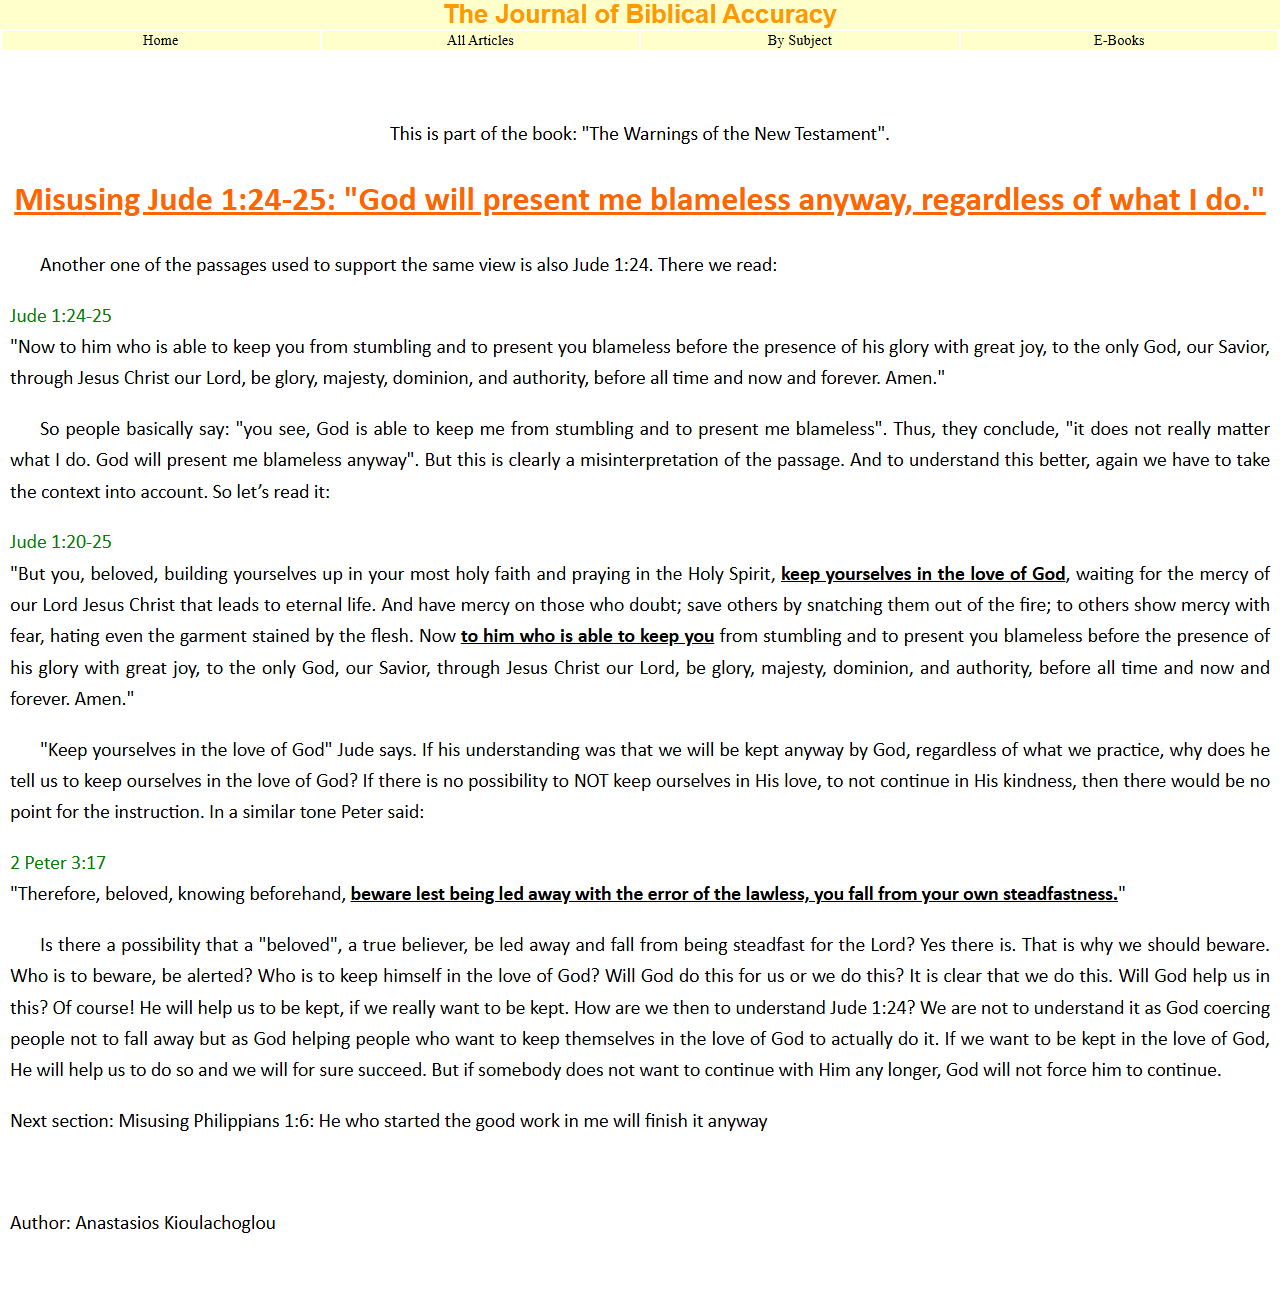 The Journal of Biblical Accuracy
Home
All Articles
By Subject
E-Books
This is part of the book: "The Warnings of the New Testament".
Misusing Jude 1:24-25: "God will present me blameless anyway, regardless of what I do."
Another one of the passages used to support the same view is also Jude 1:24. There we read:
Jude 1:24-25
"Now to him who is able to keep you from stumbling and to present you blameless before the presence of his glory with great joy, to the only God, our Savior,
through Jesus Christ our Lord, be glory, majesty, dominion, and authority, before all time and now and forever. Amen."
So people basically say: "you see, God is able to keep me from stumbling and to present me blameless". Thus, they conclude, "it does not really matter
what I do. God will present me blameless anyway". But this is clearly a misinterpretation of the passage. And to understand this better, again we have to take
the context into account. So let’s read it:
Jude 1:20-25
"But you, beloved, building yourselves up in your most holy faith and praying in the Holy Spirit, keep yourselves in the love of God, waiting for the mercy of
our Lord Jesus Christ that leads to eternal life. And have mercy on those who doubt; save others by snatching them out of the fire; to others show mercy with
fear, hating even the garment stained by the flesh. Now to him who is able to keep you from stumbling and to present you blameless before the presence of
his glory with great joy, to the only God, our Savior, through Jesus Christ our Lord, be glory, majesty, dominion, and authority, before all time and now and
forever. Amen."
"Keep yourselves in the love of God" Jude says. If his understanding was that we will be kept anyway by God, regardless of what we practice, why does he
tell us to keep ourselves in the love of God? If there is no possibility to NOT keep ourselves in His love, to not continue in His kindness, then there would be no
point for the instruction. In a similar tone Peter said:
2 Peter 3:17
"Therefore, beloved, knowing beforehand, beware lest being led away with the error of the lawless, you fall from your own steadfastness."
Is there a possibility that a "beloved", a true believer, be led away and fall from being steadfast for the Lord? Yes there is. That is why we should beware.
Who is to beware, be alerted? Who is to keep himself in the love of God? Will God do this for us or we do this? It is clear that we do this. Will God help us in
this? Of course! He will help us to be kept, if we really want to be kept. How are we then to understand Jude 1:24? We are not to understand it as God coercing
people not to fall away but as God helping people who want to keep themselves in the love of God to actually do it. If we want to be kept in the love of God,
He will help us to do so and we will for sure succeed. But if somebody does not want to continue with Him any longer, God will not force him to continue.
Next section: Misusing Philippians 1:6: He who started the good work in me will finish it anyway
Author: Anastasios Kioulachoglou